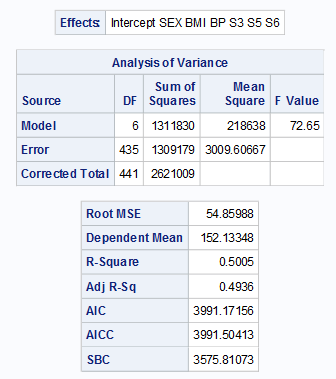 Effects: Intercept SEX BMI BP S3 S5 S6
Analysis of Variance
Source DF Sum of Squares Mean Square F Value
Model 6 1311830 218638 72.65
Error 435 1309179 3009.60667
Corrected Total 441 2621009
Root MSE 54.85988
Dependent Mean 152.13348
R-Square 0.5005
Adj R-Sq 0.4936
AIC 3991.17156
AICC 3991.50413
SBC 3575.81073